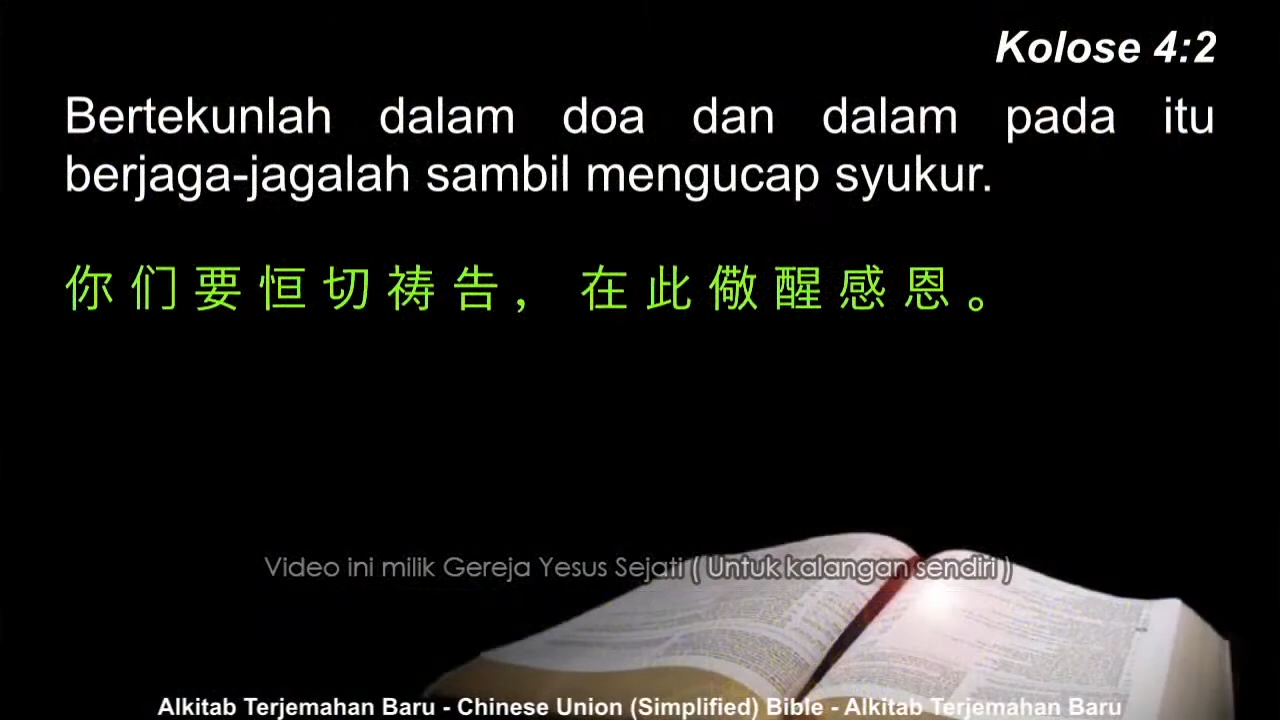 Kolose 4:2
Bertekunlah dalam doa dan dalam pada itu
berjaga-jagalah sambil mengucap syukur.
你们要恒切祷告，在此儆醒感恩。
Video ini milik Gereja Yesus Sejati ( Untuk kalangan sendiri )
Alkitab Terjemahan Baru - Chinese Union (Simplified) Bible - Alkitab Terjemahan Baru